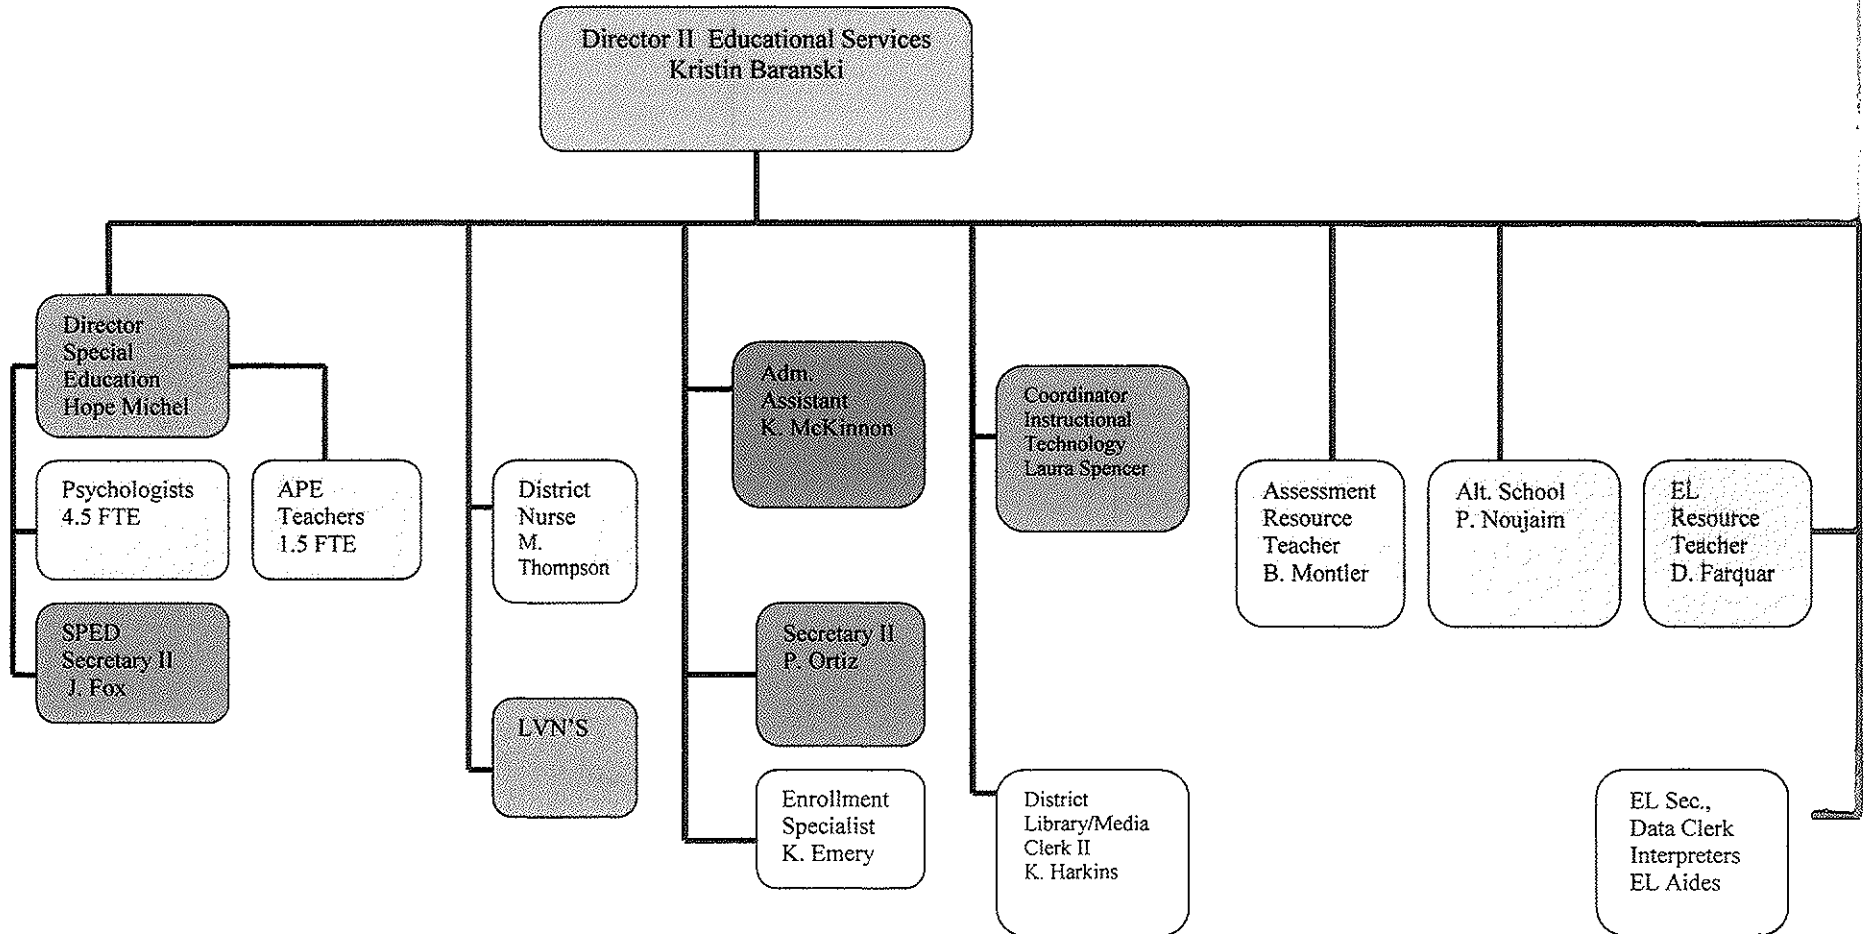 Director II Educational Services
Kristin Baranski
Director
Special
Education
Hope Michel
Psychologists
4.5 FTE
APE
Teachers
1.5 FTE
SPED
Secretary II
J. Fox
District
Nurse
M.
Thompson
LVN'S
Adm.
Assistant
K. McKinnon
Secretary II
P. Ortiz
Enrollment
Specialist
K. Emery
Coordinator
Instructional
Technology
Laura Spencer
District
Library/Media
Clerk II
K. Harkins
Assessment
Resource
Teacher
B. Montler
Alt. School
P. Noujaim
EL
Resource
Teacher
D. Farquar
EL Sec.,
Data Clerk
Interpreters
EL Aides